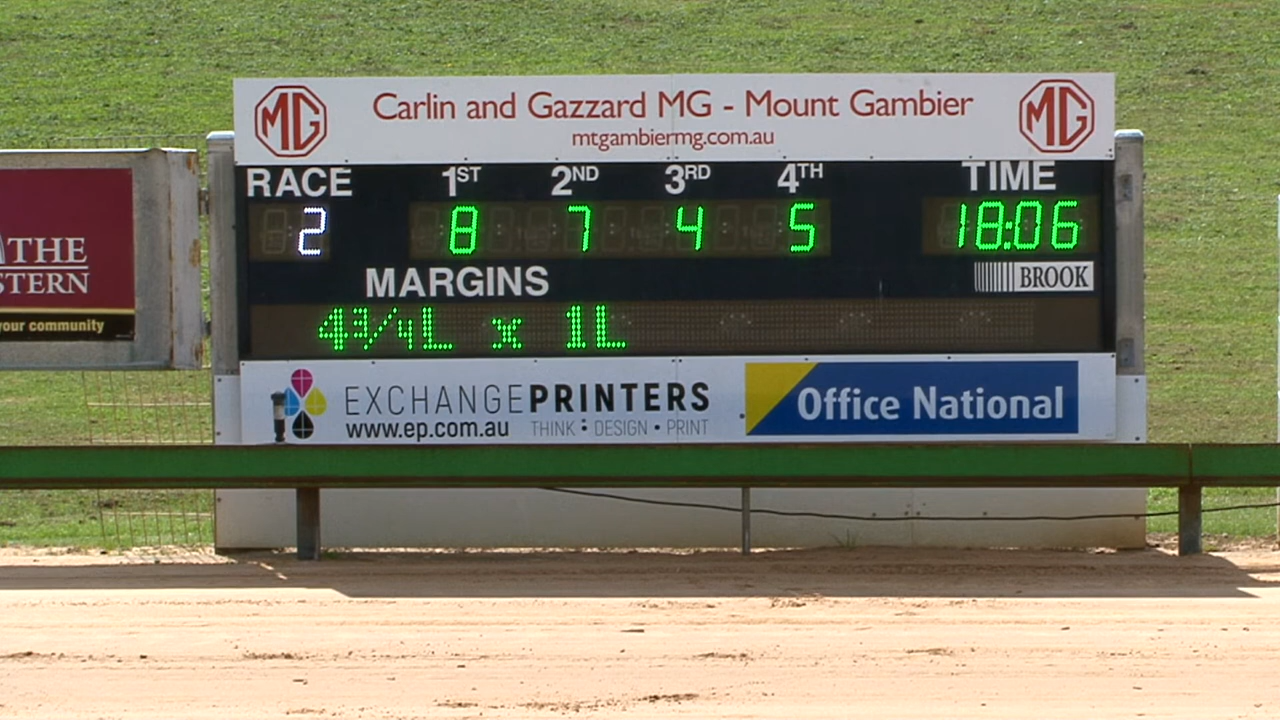 MG Carlin and Gazzard MG - Mount Gambier MG
mtgambiermg.com.au
RACE 1ST 2ND 3RD 4TH TIME
2 8 7 4 5 18:06
MARGINS BROOK
4¾L x 1L
THE
STERN
your community
EXCHANGEPRINTERS
www.ep.com.au THINK : DESIGN • PRINT
Office National